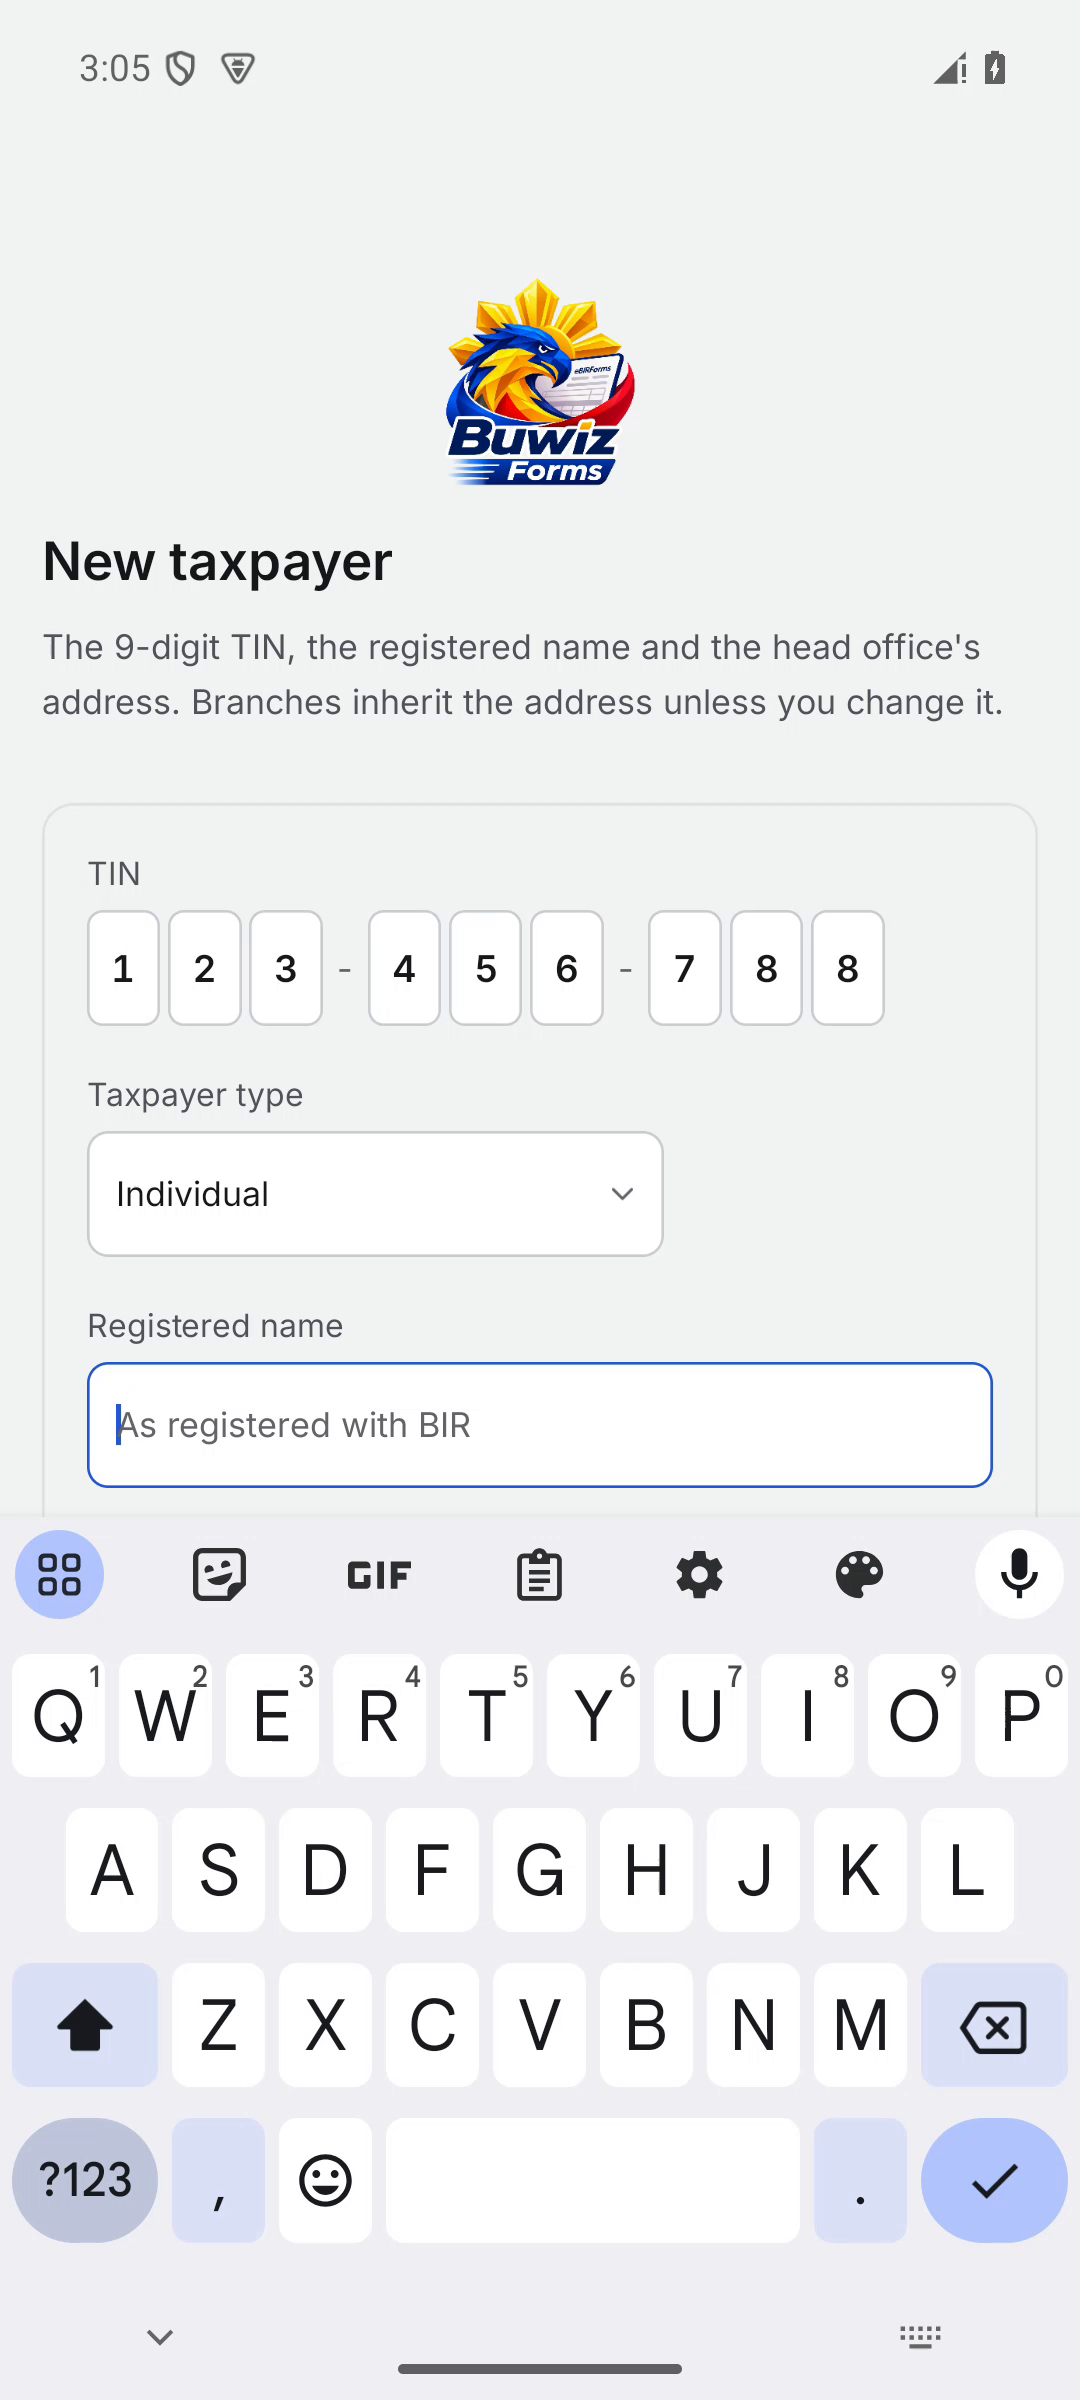 3:05
eBIRForms
Buwiz
Forms
New taxpayer
The 9-digit TIN, the registered name and the head office's
address. Branches inherit the address unless you change it.
TIN
1 2 3 - 4 5 6 - 7 8 8
Taxpayer type
Individual
Registered name
As registered with BIR
GIF
Q 1 W 2 E 3 R 4 T 5 Y 6 U 7 I 8 O 9 P 0
A S D F G H J K L
Z X C V B N M
?123 , .